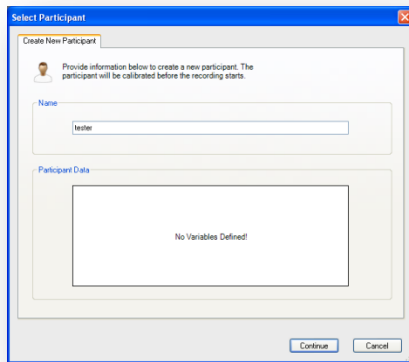 Select Participant
Create New Participant
Provide information below to create a new participant. The
participant will be calibrated before the recording starts.
Name
tester
Participant Data
No Variables Defined!
Continue
Cancel